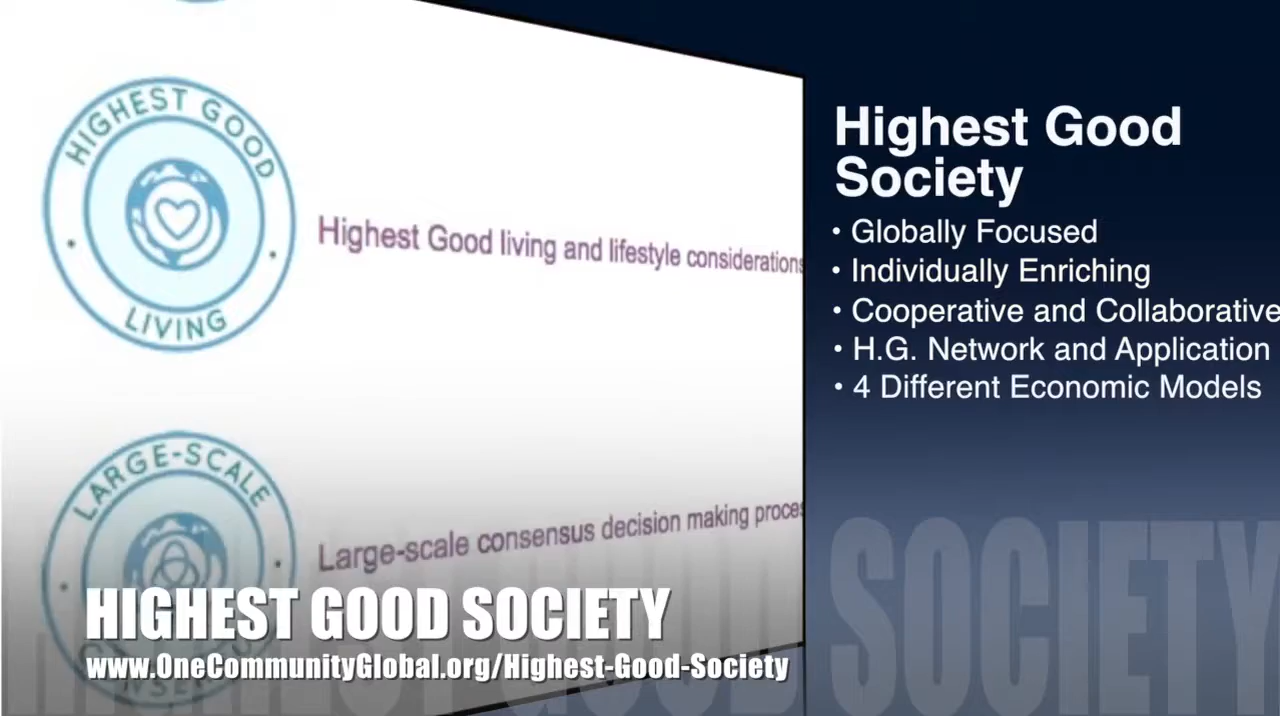 HIGHEST GOOD
LIVING
Highest Good living and lifestyle considerations
LARGE-SCALE
Large-scale consensus decision making
Highest Good
Society
• Globally Focused
• Individually Enriching
• Cooperative and Collaborative
• H.G. Network and Application
• 4 Different Economic Models
HIGHEST GOOD SOCIETY
www.OneCommunityGlobal.org/Highest-Good-Society
HIGHEST GOOD SOCIETY